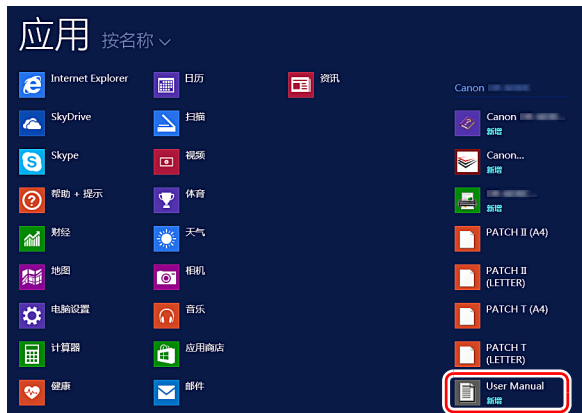 应用 按名称
Internet Explorer
SkyDrive
Skype
帮助 + 提示
财经
地图
电脑设置
计算器
健康
日历
扫描
视频
体育
天气
相机
音乐
应用商店
邮件
资讯
Canon
Canon
新增
Canon...
新增
新增
PATCH II (A4)
PATCH II
(LETTER)
PATCH T (A4)
PATCH T
(LETTER)
User Manual
新增